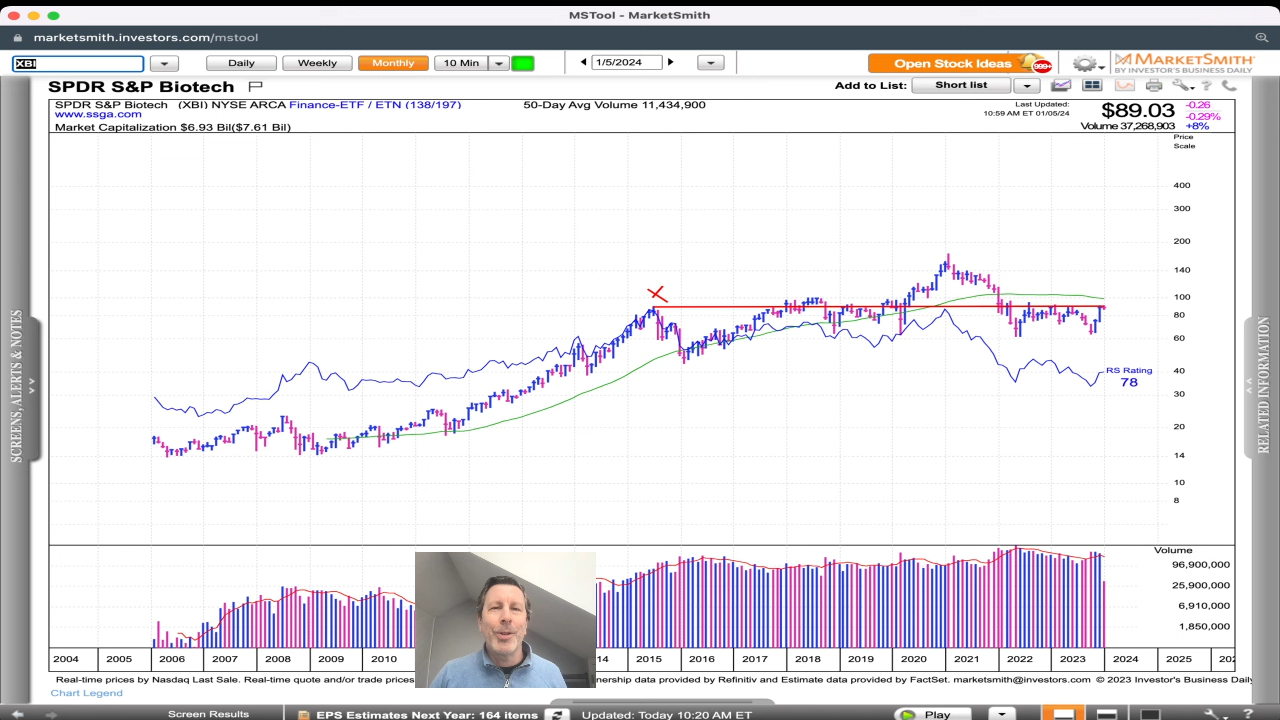 MSTool - MarketSmith
marketsmith.investors.com/mstool
XBI
Daily
Weekly
Monthly
10 Min
1/5/2024
Open Stock Ideas
999+
MARKETSMITH
BY INVESTOR'S BUSINESS DAILY
SPDR S&P Biotech
Add to List:
Short list
SPDR S&P Biotech (XBI) NYSE ARCA Finance-ETF / ETN (138/197)
50-Day Avg Volume 11,434,900
www.ssga.com
Market Capitalization $6.93 Bil($7.61 Bil)
Last Updated:
10:59 AM ET 01/05/24
$89.03
-0.26
-0.29%
Volume 37,268,903
+8%
Price
Scale
400
300
200
140
100
80
60
40
30
20
14
10
8
RS Rating
78
SCREENS, ALERTS & NOTES
RELATED INFORMATION
Volume
96,900,000
25,900,000
6,910,000
1,850,000
2004 2005 2006 2007 2008 2009 2010 14 2015 2016 2017 2018 2019 2020 2021 2022 2023 2024 2025 202
Real-time prices by Nasdaq Last Sale. Real-time quote and/or trade prices
nership data provided by Refinitiv and Estimate data provided by FactSet. marketsmith@investors.com © 2023 Investor's Business Daily
Chart Legend
Screen Results
EPS Estimates Next Year: 164 items
Updated: Today 10:20 AM ET
Play